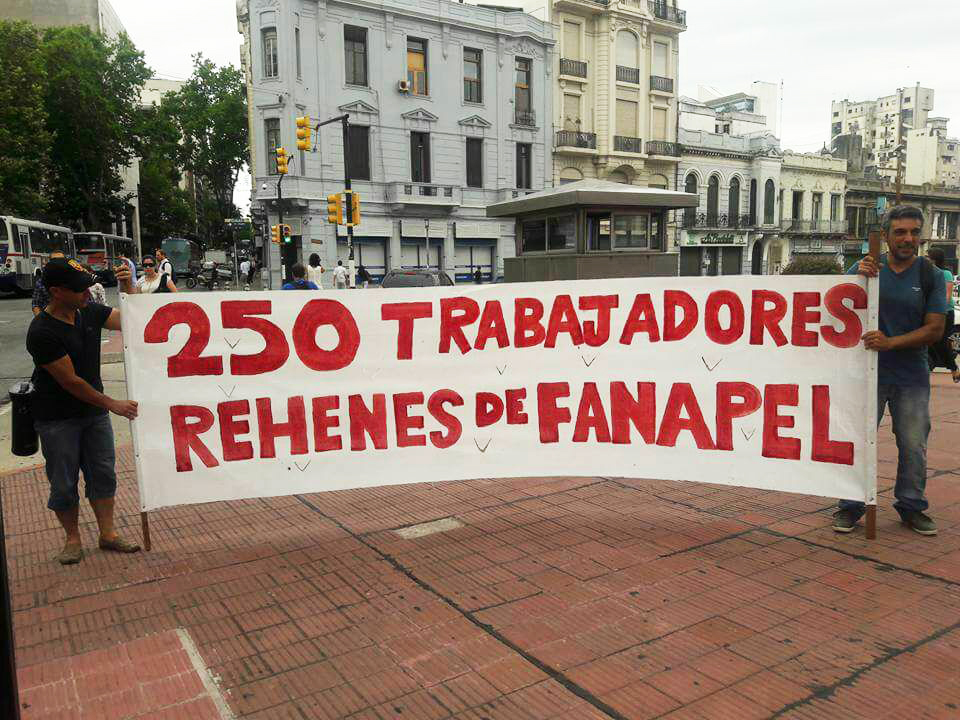 250 TRABAJADORES
REHENES DE FANAPEL